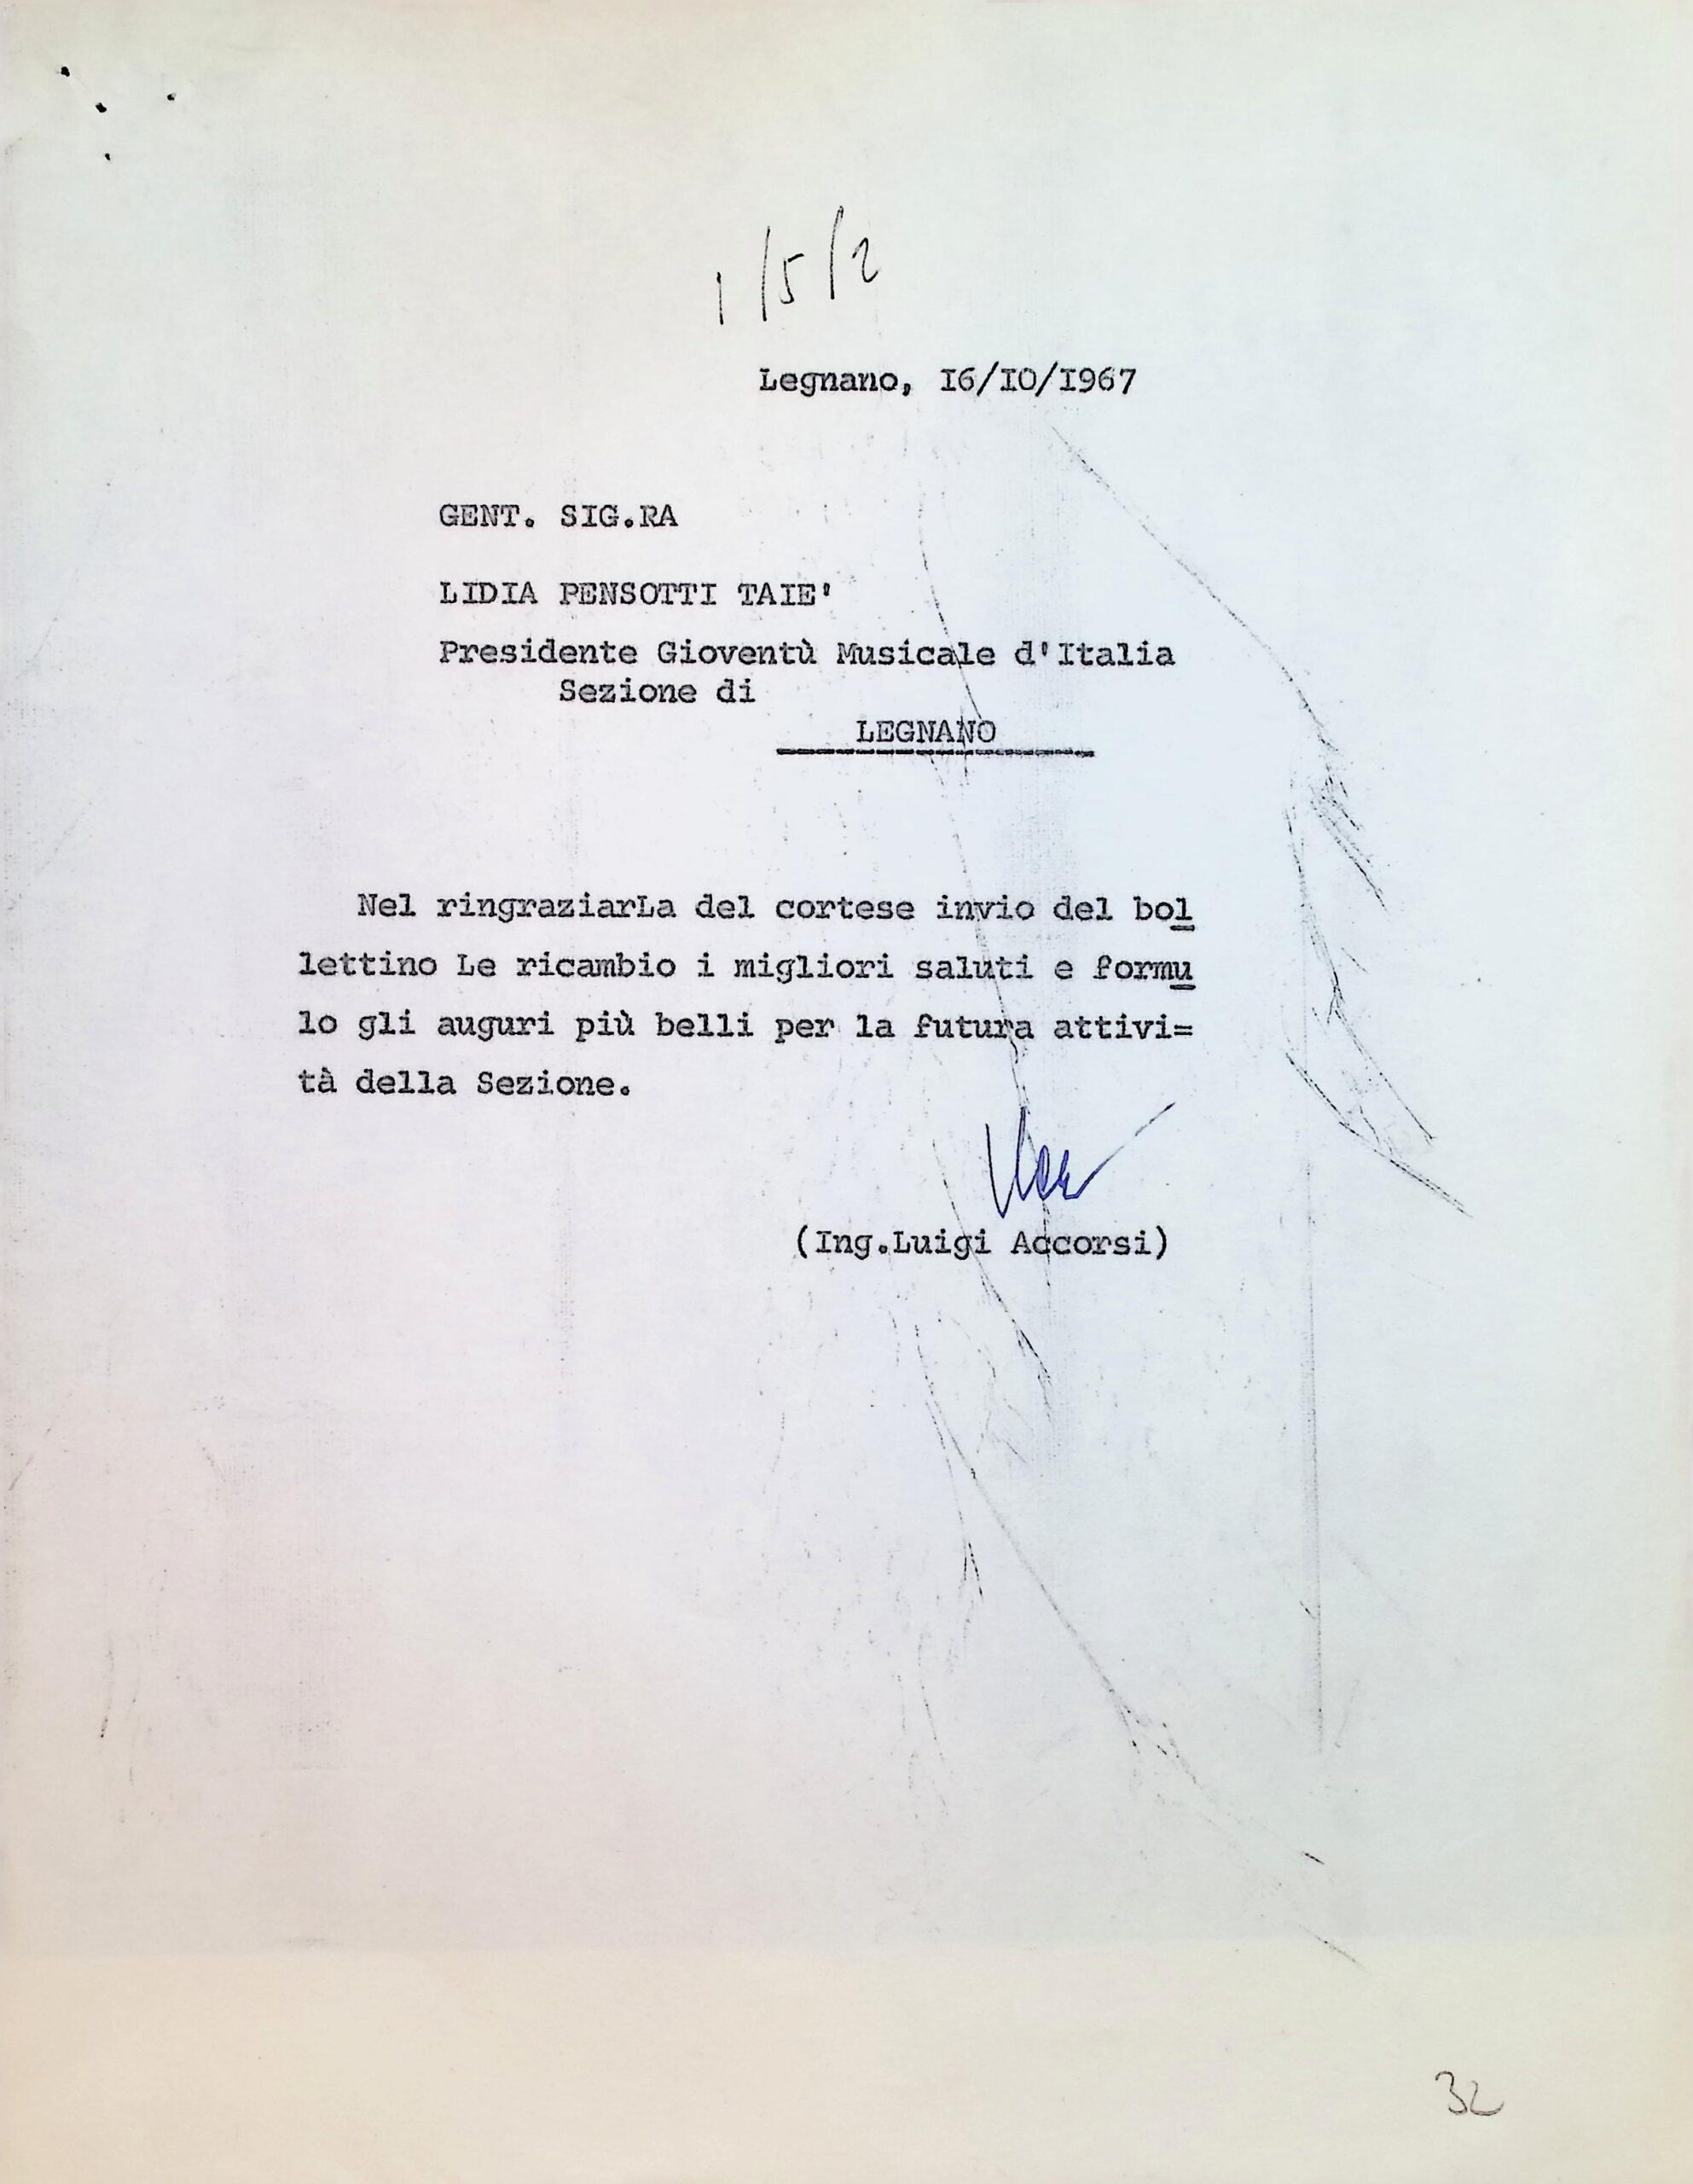 1/5/2
Legnano, I6/IO/I967
GENT. SIG.RA
LIDIA PENSOTTI TAIE'
Presidente Gioventù Musicale d'Italia
Sezione di
LEGNANO
Nel ringraziarLa del cortese invio del bol
lettino Le ricambio i migliori saluti e formu
lo gli auguri più belli per la futura attivi=
tà della Sezione.
(Ing.Luigi Accorsi)
32